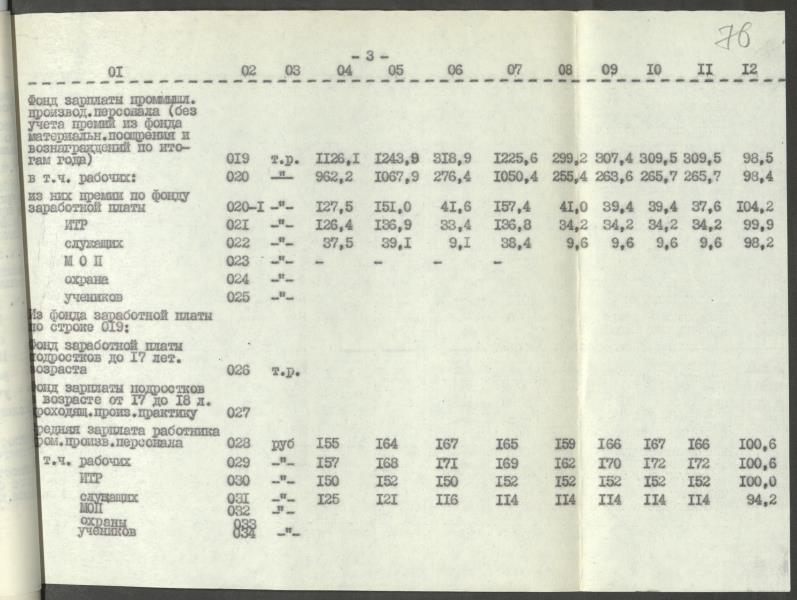 76
- 3 -
01 02 03 04 05 06 07 08 09 10 11 12
Фонд зарплаты проммышл.
производ.персонала (без
учета премий из фонда
материальн.поощрения и
вознаграждений по ито-
гам года) 019 т.р. 1126,1 1243,9 318,9 1225,6 299,2 307,4 309,5 309,5 98,5
в т.ч. рабочих: 020 -"- 962,2 1067,9 276,4 1050,4 255,4 263,6 265,7 265,7 98,4
из них премии по фонду
заработной платы 020-1 -"- 127,5 151,0 41,6 157,4 41,0 39,4 39,4 37,6 104,2
ИТР 021 -"- 126,4 136,9 33,4 136,8 34,2 34,2 34,2 34,2 99,9
служащих 022 -"- 37,5 39,1 9,1 38,4 9,6 9,6 9,6 9,6 98,2
М О П 023 -"- - - - -
охрана 024 -"-
учеников 025 -"-
Из фонда заработной платы
по строке 019:
Фонд заработной платы
подростков до 17 лет.
возраста 026 т.р.
Фонд зарплаты подростков
возрасте от 17 до 18 л.
роходящ.произ.практику 027
редняя зарплата работника
ром.произв.персонала 028 руб 155 164 167 165 159 166 167 166 100,6
т.ч. рабочих 029 -"- 157 168 171 169 162 170 172 172 100,6
ИТР 030 -"- 150 152 150 152 152 152 152 152 100,0
служащих 031 -"- 125 121 116 114 114 114 114 114 94,2
МОП 032 -"-
охраны 033
учеников 034 -"-